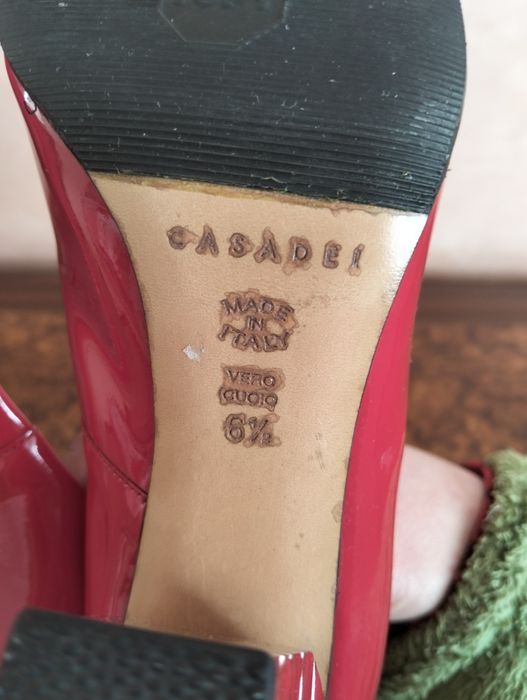 CASADEI
MADE
IN
ITALY
VERO
CUOIO
6½